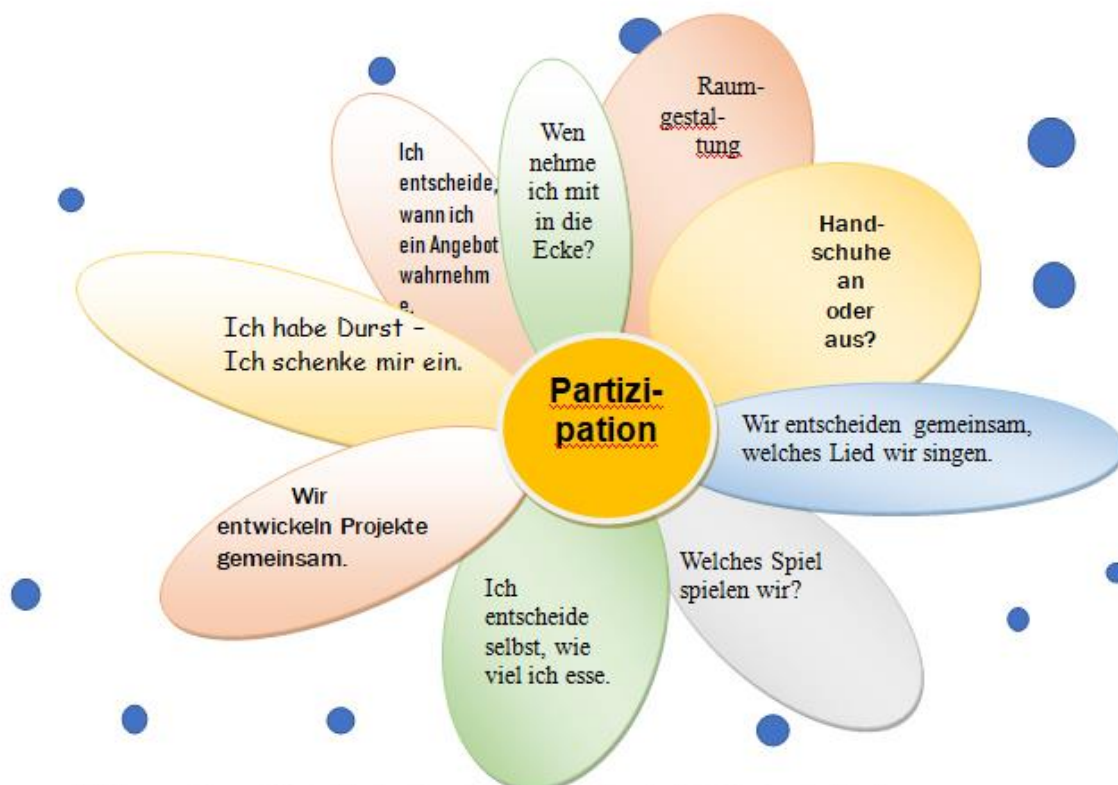 Partizi-
pation
Wen
nehme
ich mit
in die
Ecke?
Raum-
gestal-
tung
Hand-
schuhe
an
oder
aus?
Wir entscheiden gemeinsam,
welches Lied wir singen.
Welches Spiel
spielen wir?
Ich
entscheide
selbst, wie
viel ich esse.
Wir
entwickeln Projekte
gemeinsam.
Ich habe Durst –
Ich schenke mir ein.
Ich
entscheide,
wann ich
ein Angebot
wahrnehm
e.